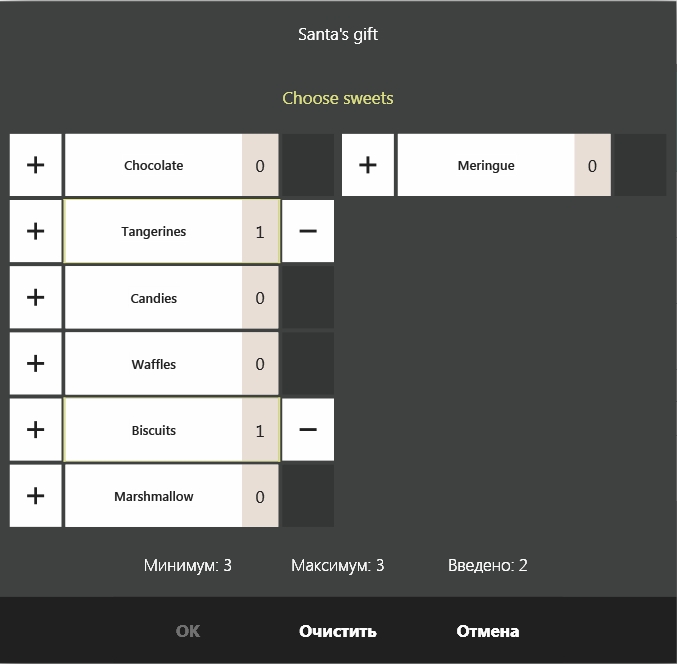 Santa's gift
Choose sweets
+ Chocolate 0
+ Meringue 0
+ Tangerines 1 −
+ Candies 0
+ Waffles 0
+ Biscuits 1 −
+ Marshmallow 0
Минимум: 3 Максимум: 3 Введено: 2
ОК Очистить Отмена